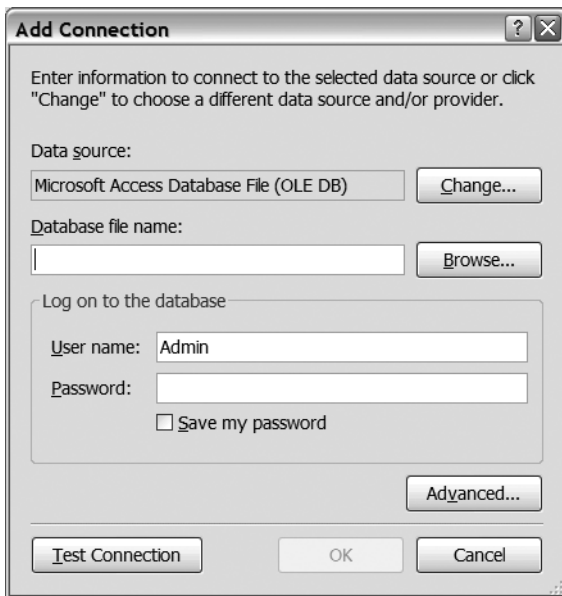 Add Connection
Enter information to connect to the selected data source or click
"Change" to choose a different data source and/or provider.
Data source:
Microsoft Access Database File (OLE DB)
Change...
Database file name:
Browse...
Log on to the database
User name: Admin
Password:
Save my password
Advanced...
Test Connection OK Cancel